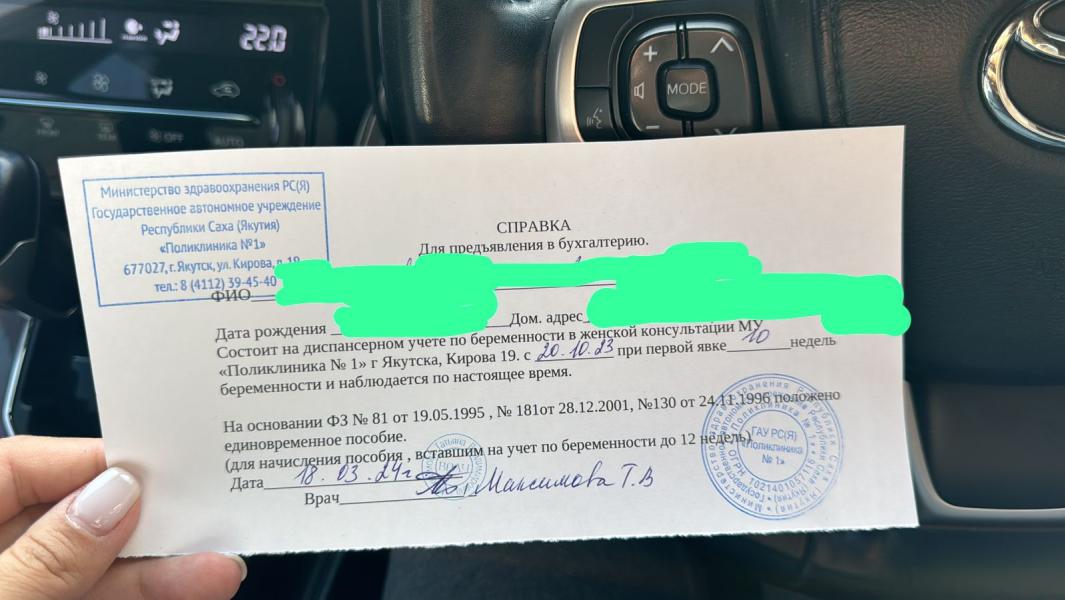 22.0
AUTO
OFF
MODE
Министерство здравоохранения РС(Я)
Государственное автономное учреждение
Республики Саха (Якутия)
«Поликлиника №1»
677027, г.Якутск, ул. Кирова, д.19
тел.: 8 (4112) 39-45-40
СПРАВКА
Для предъявления в бухгалтерию.
ФИО
Дата рождения Дом. адрес
Состоит на диспансерном учете по беременности в женской консультации МУ
«Поликлиника № 1» г Якутска, Кирова 19. с 20.10.23 при первой явке 10 недель
беременности и наблюдается по настоящее время.
На основании ФЗ № 81 от 19.05.1995 , № 181от 28.12.2001, №130 от 24.11.1996 положено
единовременное пособие.
(для начисления пособия , вставшим на учет по беременности до 12 недель)
Дата 18.03.24г
Врач Максимова Т.В
Татьяна
ВРАЧ
ГАУ РС(Я)
«Поликлиника
№ 1»